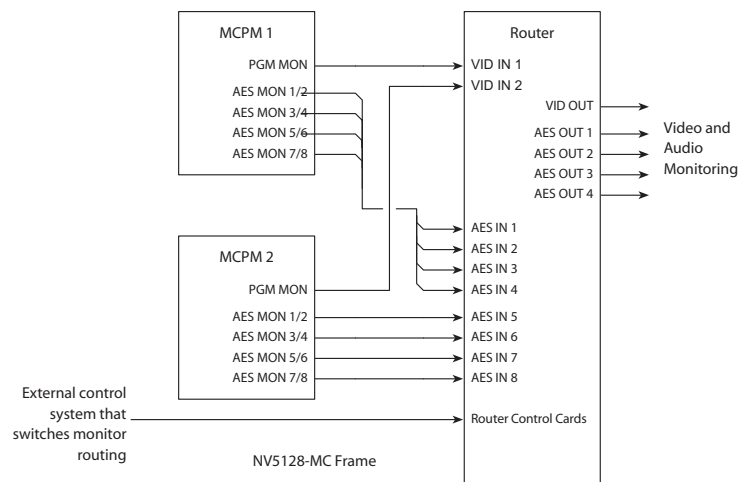 MCPM 1
PGM MON
AES MON 1/2
AES MON 3/4
AES MON 5/6
AES MON 7/8
MCPM 2
PGM MON
AES MON 1/2
AES MON 3/4
AES MON 5/6
AES MON 7/8
Router
VID IN 1
VID IN 2
VID OUT
AES OUT 1
AES OUT 2
AES OUT 3
AES OUT 4
AES IN 1
AES IN 2
AES IN 3
AES IN 4
AES IN 5
AES IN 6
AES IN 7
AES IN 8
Router Control Cards
Video and
Audio
Monitoring
External control
system that
switches monitor
routing
NV5128-MC Frame